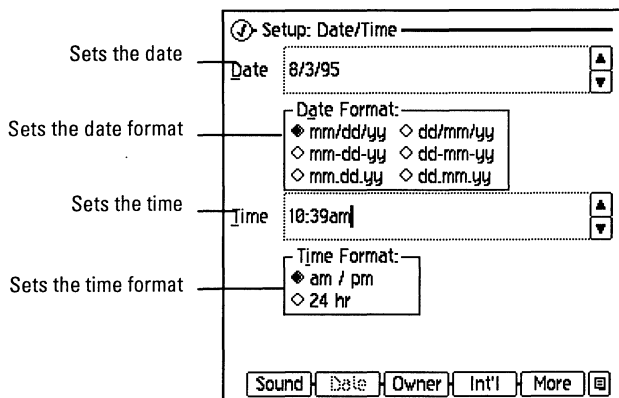 Setup: Date/Time
Sets the date
Date 8/3/95
Date Format:
Sets the date format
mm/dd/yy dd/mm/yy
mm-dd-yy dd-mm-yy
mm.dd.yy dd.mm.yy
Sets the time
Time 10:39am
Time Format:
Sets the time format
am / pm
24 hr
Sound Date Owner Int'l More